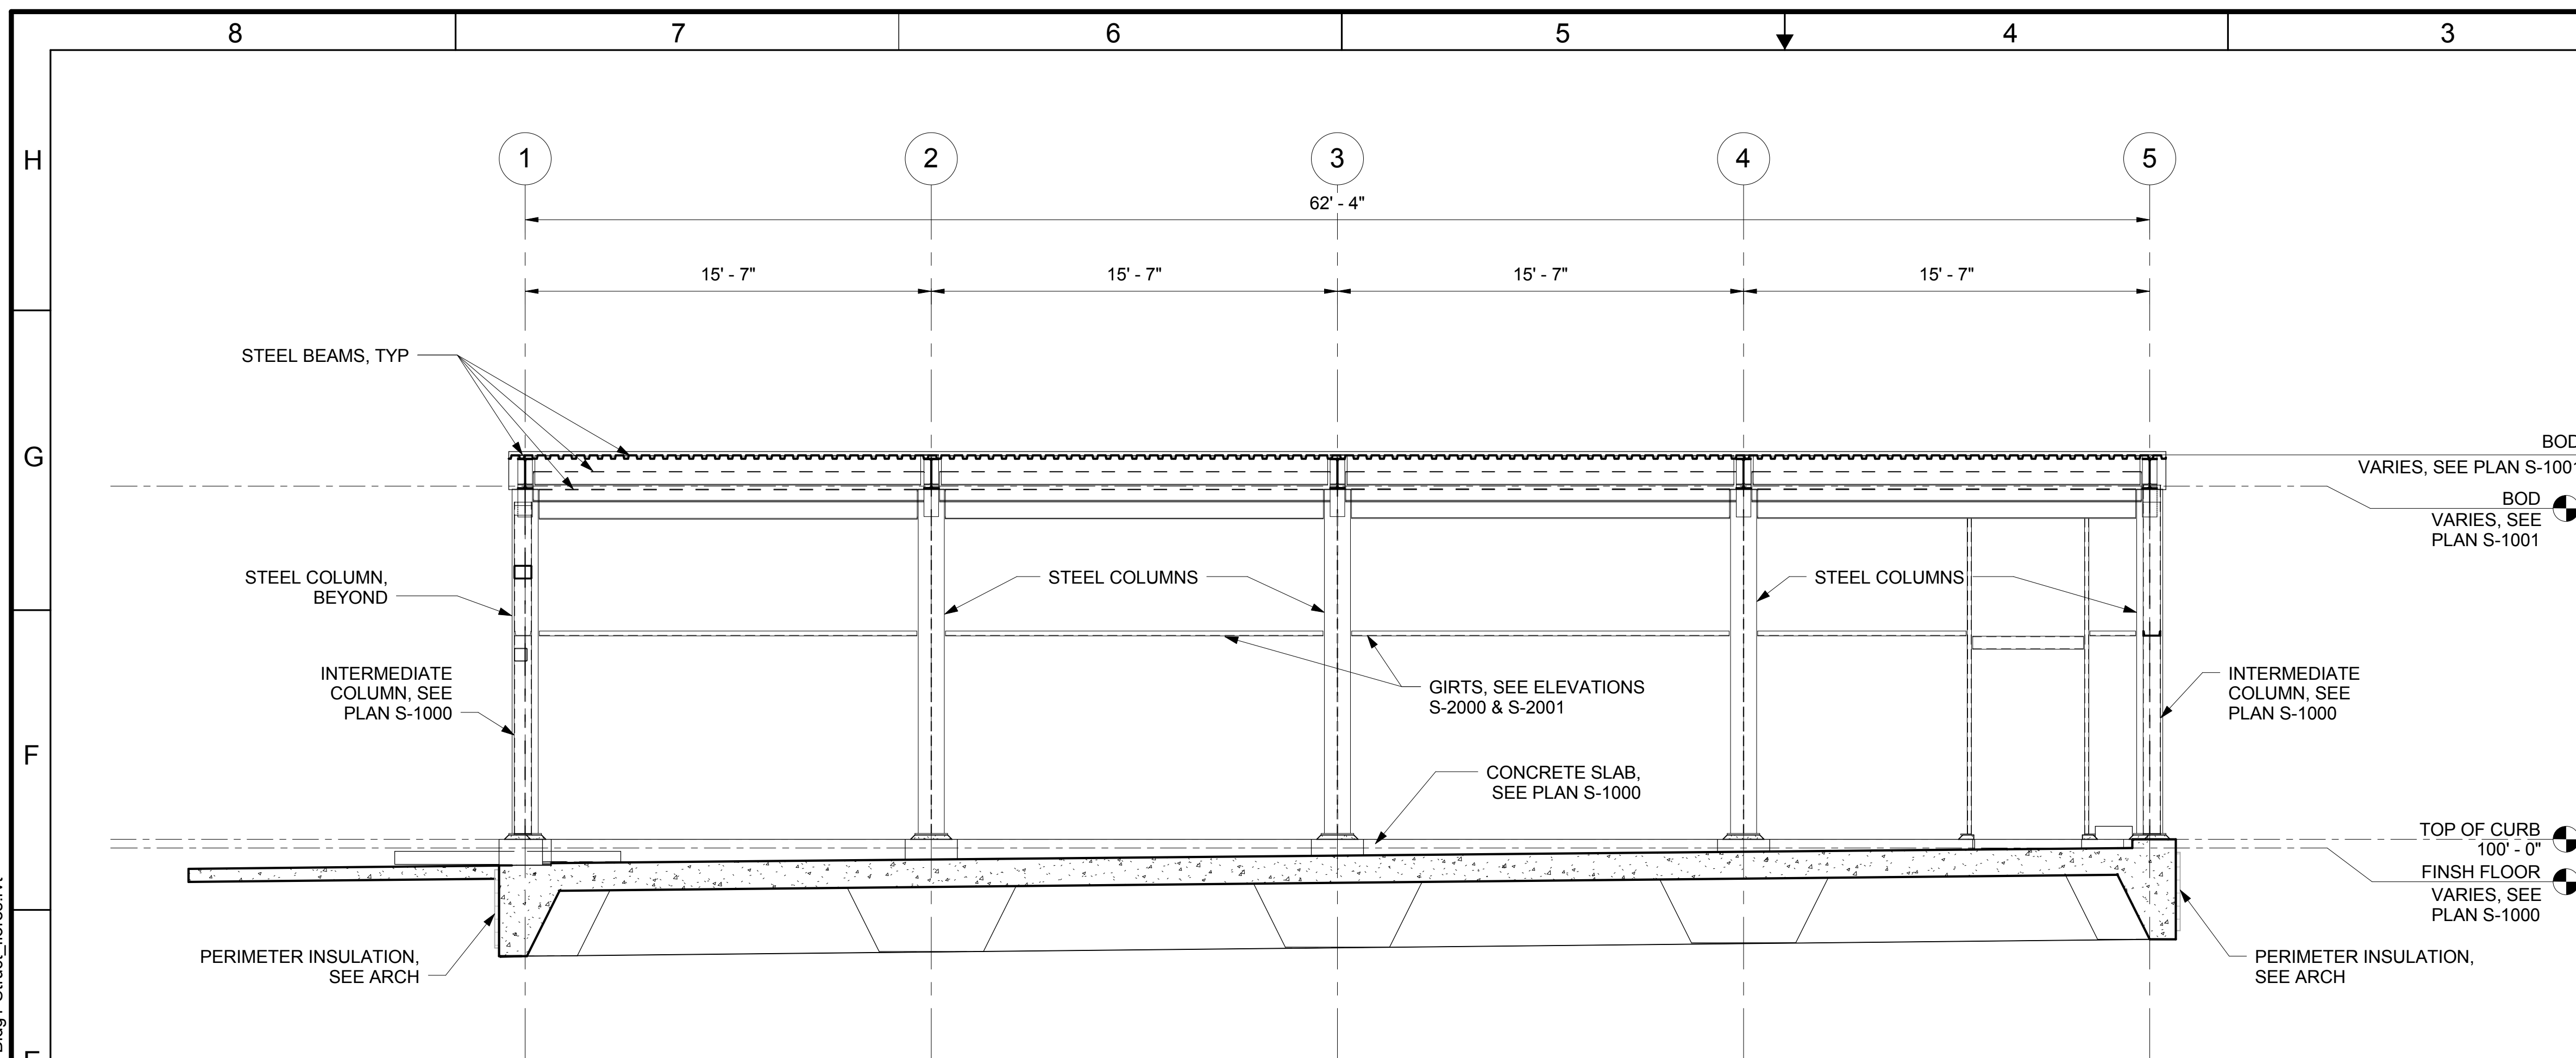 8 7 6 5 4 3
H
1 2 3 4 5
62' - 4"
15' - 7" 15' - 7" 15' - 7" 15' - 7"
STEEL BEAMS, TYP
G
BOD
VARIES, SEE PLAN S-1001
BOD
VARIES, SEE
PLAN S-1001
STEEL COLUMN,
BEYOND
STEEL COLUMNS
STEEL COLUMNS
INTERMEDIATE
COLUMN, SEE
PLAN S-1000
GIRTS, SEE ELEVATIONS
S-2000 & S-2001
INTERMEDIATE
COLUMN, SEE
PLAN S-1000
F
CONCRETE SLAB,
SEE PLAN S-1000
TOP OF CURB
100' - 0"
FINSH FLOOR
VARIES, SEE
PLAN S-1000
PERIMETER INSULATION,
SEE ARCH
PERIMETER INSULATION,
SEE ARCH